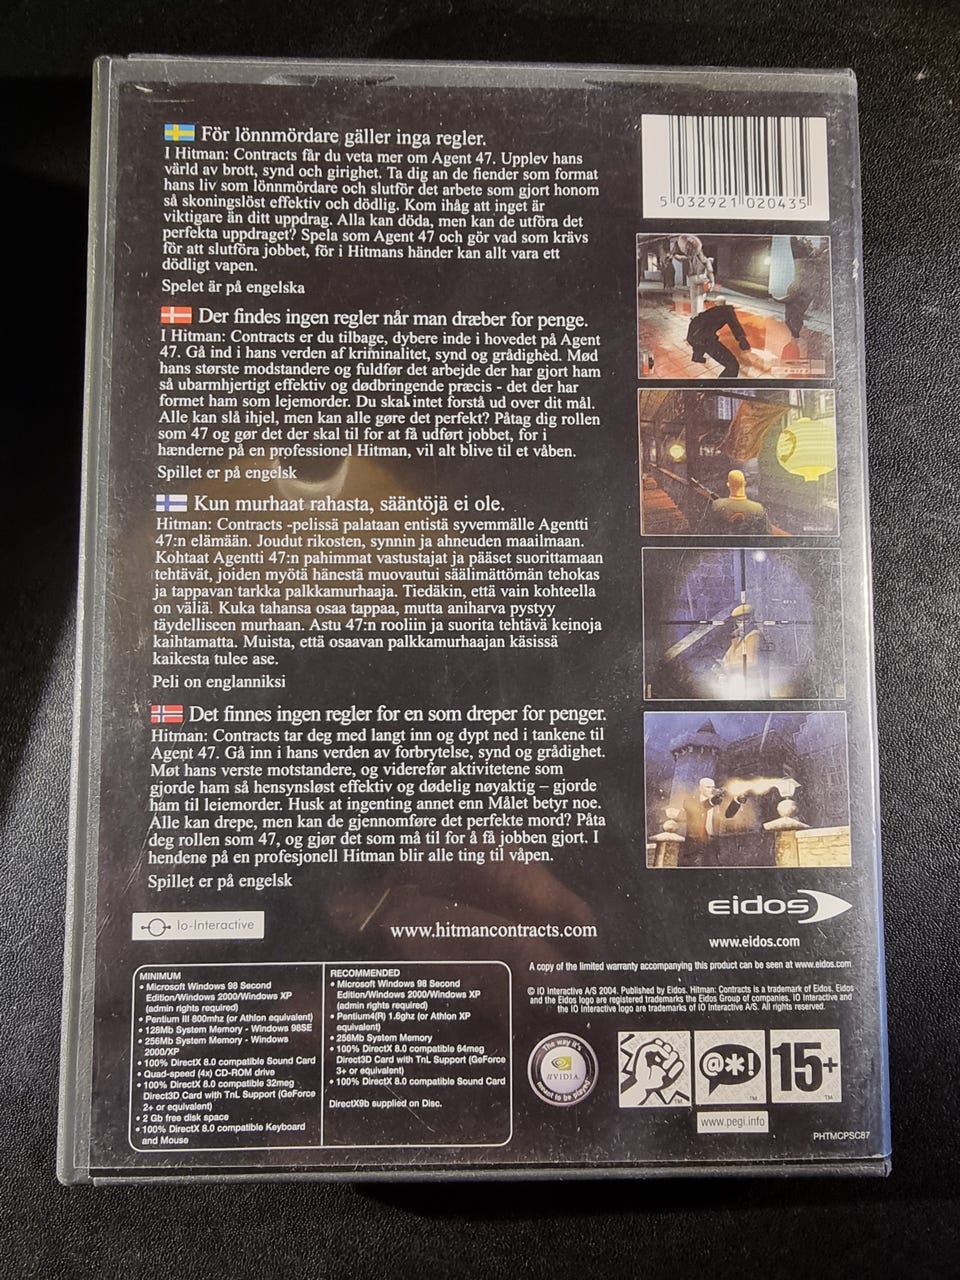 För lönnmördare gäller inga regler.
I Hitman: Contracts får du veta mer om Agent 47. Upplev hans
värld av brott, synd och girighet. Ta dig an de fiender som format
hans liv som lönnmördare och slutför det arbete som gjort honom
så skoningslöst effektiv och dödlig. Kom ihåg att inget är
viktigare än ditt uppdrag. Alla kan döda, men kan de utföra det
perfekta uppdraget? Spela som Agent 47 och gör vad som krävs
för att slutföra jobbet, för i Hitmans händer kan allt vara ett
dödligt vapen.
Spelet är på engelska
Der findes ingen regler når man dræber for penge.
I Hitman: Contracts er du tilbage, dybere inde i hovedet på Agent
47. Gå ind i hans verden af kriminalitet, synd og grådighed. Mød
hans største modstandere og fuldfør det arbejde der har gjort ham
så ubarmhjertigt effektiv og dødbringende præcis - det der har
formet ham som lejemorder. Du skal intet forstå ud over dit mål.
Alle kan slå ihjel, men kan alle gøre det perfekt? Påtag dig rollen
som 47 og gør det der skal til for at få udført jobbet, for i
hænderne på en professionel Hitman, vil alt blive til et våben.
Spillet er på engelsk
Kun murhaat rahasta, sääntöjä ei ole.
Hitman: Contracts -pelissä palataan entistä syvemmälle Agentti
47:n elämään. Joudut rikosten, synnin ja ahneuden maailmaan.
Kohtaat Agentti 47:n pahimmat vastustajat ja pääset suorittamaan
tehtävät, joiden myötä hänestä muovautui säälimättömän tehokas
ja tappavan tarkka palkkamurhaaja. Tiedäkin, että vain kohteella
on väliä. Kuka tahansa osaa tappaa, mutta aniharva pystyy
täydelliseen murhaan. Astu 47:n rooliin ja suorita tehtävä keinoja
kaihtamatta. Muista, että osaavan palkkamurhaajan käsissä
kaikesta tulee ase.
Peli on englanniksi
Det finnes ingen regler for en som dreper for penger.
Hitman: Contracts tar deg med langt inn og dypt ned i tankene til
Agent 47. Gå inn i hans verden av forbrytelse, synd og grådighet.
Møt hans verste motstandere, og viderefør aktivitetene som
gjorde ham så hensynsløst effektiv og dødelig nøyaktig – gjorde
ham til leiemorder. Husk at ingenting annet enn Målet betyr noe.
Alle kan drepe, men kan de gjennomføre det perfekte mord? Påta
deg rollen som 47, og gjør det som må til for å få jobben gjort. I
hendene på en profesjonell Hitman blir alle ting til våpen.
Spillet er på engelsk
5 032921 020435
Io-Interactive
www.hitmancontracts.com
eidos
www.eidos.com
MINIMUM
• Microsoft Windows 98 Second
Edition/Windows 2000/Windows XP
(admin rights required)
• Pentium III 800mhz (or Athlon equivalent)
• 128Mb System Memory - Windows 98SE
• 256Mb System Memory - Windows
2000/XP
• 100% DirectX 8.0 compatible Sound Card
• Quad-speed (4x) CD-ROM drive
• 100% DirectX 8.0 compatible 32meg
Direct3D Card with TnL Support (GeForce
2+ or equivalent)
• 2 Gb free disk space
• 100% DirectX 8.0 compatible Keyboard
and Mouse
RECOMMENDED
• Microsoft Windows 98 Second
Edition/Windows 2000/Windows XP
(admin rights required)
• Pentium4(R) 1.6ghz (or Athlon XP
equivalent)
• 256Mb System Memory
• 100% DirectX 8.0 compatible 64meg
Direct3D Card with TnL Support (GeForce
3+ or equivalent)
• 100% DirectX 8.0 compatible Sound Card
DirectX9b supplied on Disc.
A copy of the limited warranty accompanying this product can be seen at www.eidos.com
© IO Interactive A/S 2004. Published by Eidos. Hitman: Contracts is a trademark of Eidos. Eidos
and the Eidos logo are registered trademarks the Eidos Group of companies. IO Interactive and
the IO Interactive logo are trademarks of IO Interactive A/S. All rights reserved.
The way it's
nVIDIA
meant to be played
@*!
15+
www.pegi.info
PHTMCPSC87